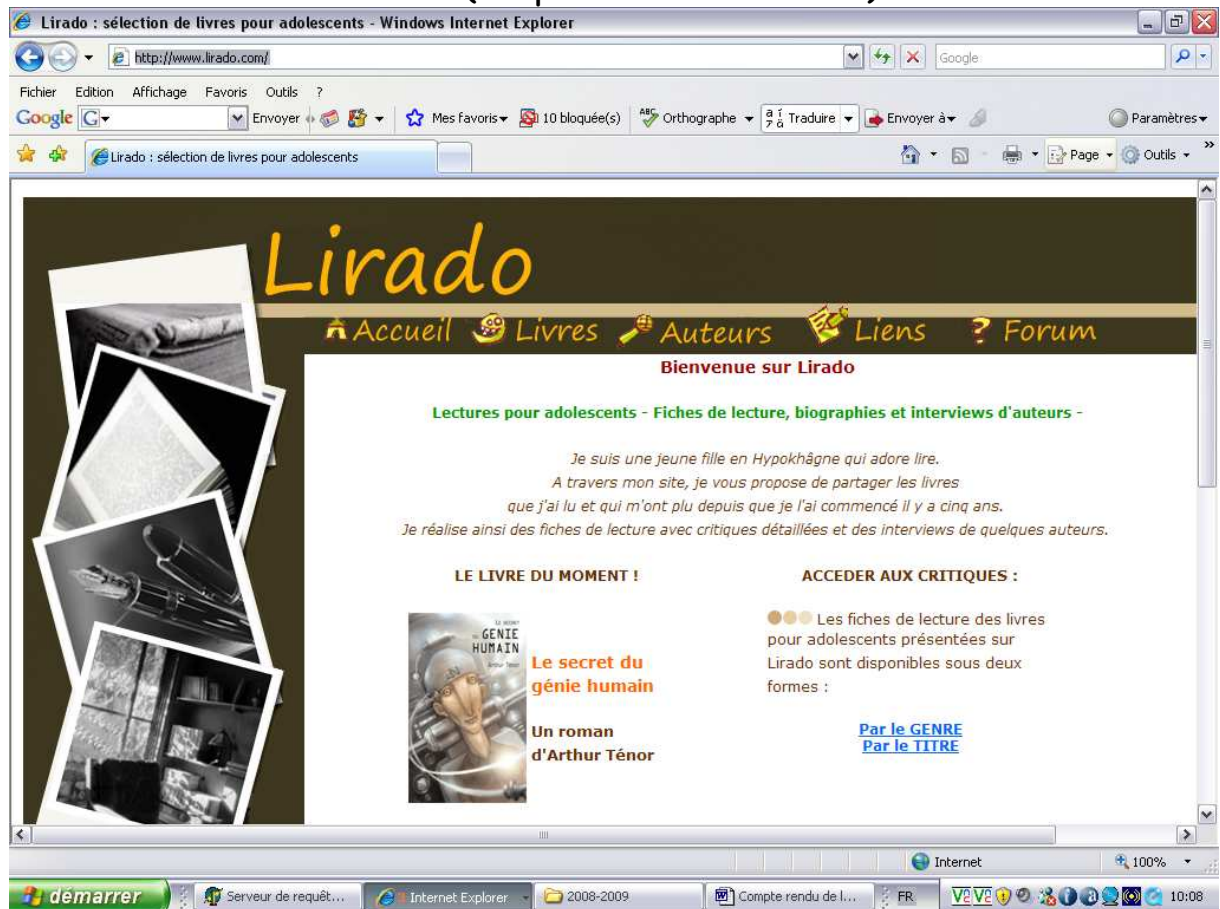 Lirado : sélection de livres pour adolescents - Windows Internet Explorer
http://www.lirado.com/
Google
Fichier Edition Affichage Favoris Outils ?
Google G Envoyer Mes favoris 10 bloquée(s) ABC Orthographe Traduire Envoyer à Paramètres
Lirado : sélection de livres pour adolescents
Page Outils »
Lirado
Accueil Livres Auteurs Liens ? Forum
Bienvenue sur Lirado
Lectures pour adolescents - Fiches de lecture, biographies et interviews d'auteurs -
Je suis une jeune fille en Hypokhâgne qui adore lire.
A travers mon site, je vous propose de partager les livres
que j'ai lu et qui m'ont plu depuis que je l'ai commencé il y a cinq ans.
Je réalise ainsi des fiches de lecture avec critiques détaillées et des interviews de quelques auteurs.
LE LIVRE DU MOMENT !
LE SECRET
DU GENIE
HUMAIN
Arthur Ténor
Le secret du
génie humain
Un roman
d'Arthur Ténor
ACCEDER AUX CRITIQUES :
Les fiches de lecture des livres
pour adolescents présentées sur
Lirado sont disponibles sous deux
formes :
Par le GENRE
Par le TITRE
Internet 100%
démarrer Serveur de requêt... Internet Explorer 2008-2009 Compte rendu de l... FR 10:08